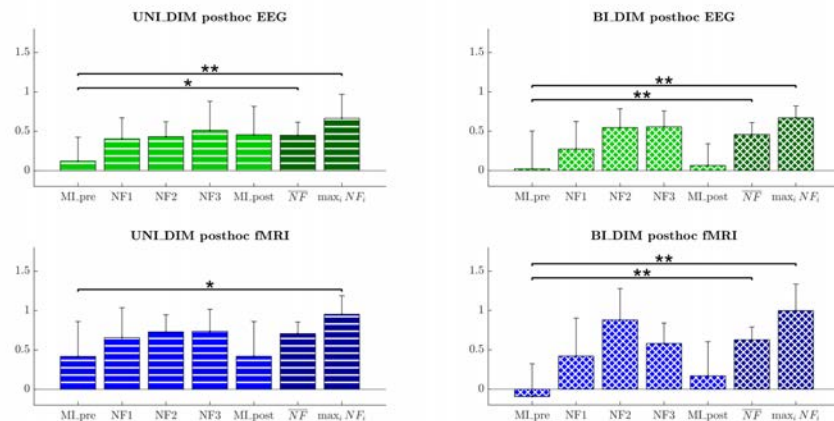 UNI_DIM posthoc EEG
1.5
**
1
*
0.5
0
MI_pre NF1 NF2 NF3 MI_post NF max_i NF_i
BI_DIM posthoc EEG
1.5
**
1
**
0.5
0
MI_pre NF1 NF2 NF3 MI_post NF max_i NF_i
UNI_DIM posthoc fMRI
1.5
*
1
0.5
0
MI_pre NF1 NF2 NF3 MI_post NF max_i NF_i
BI_DIM posthoc fMRI
**
1.5
**
1
0.5
0
MI_pre NF1 NF2 NF3 MI_post NF max_i NF_i